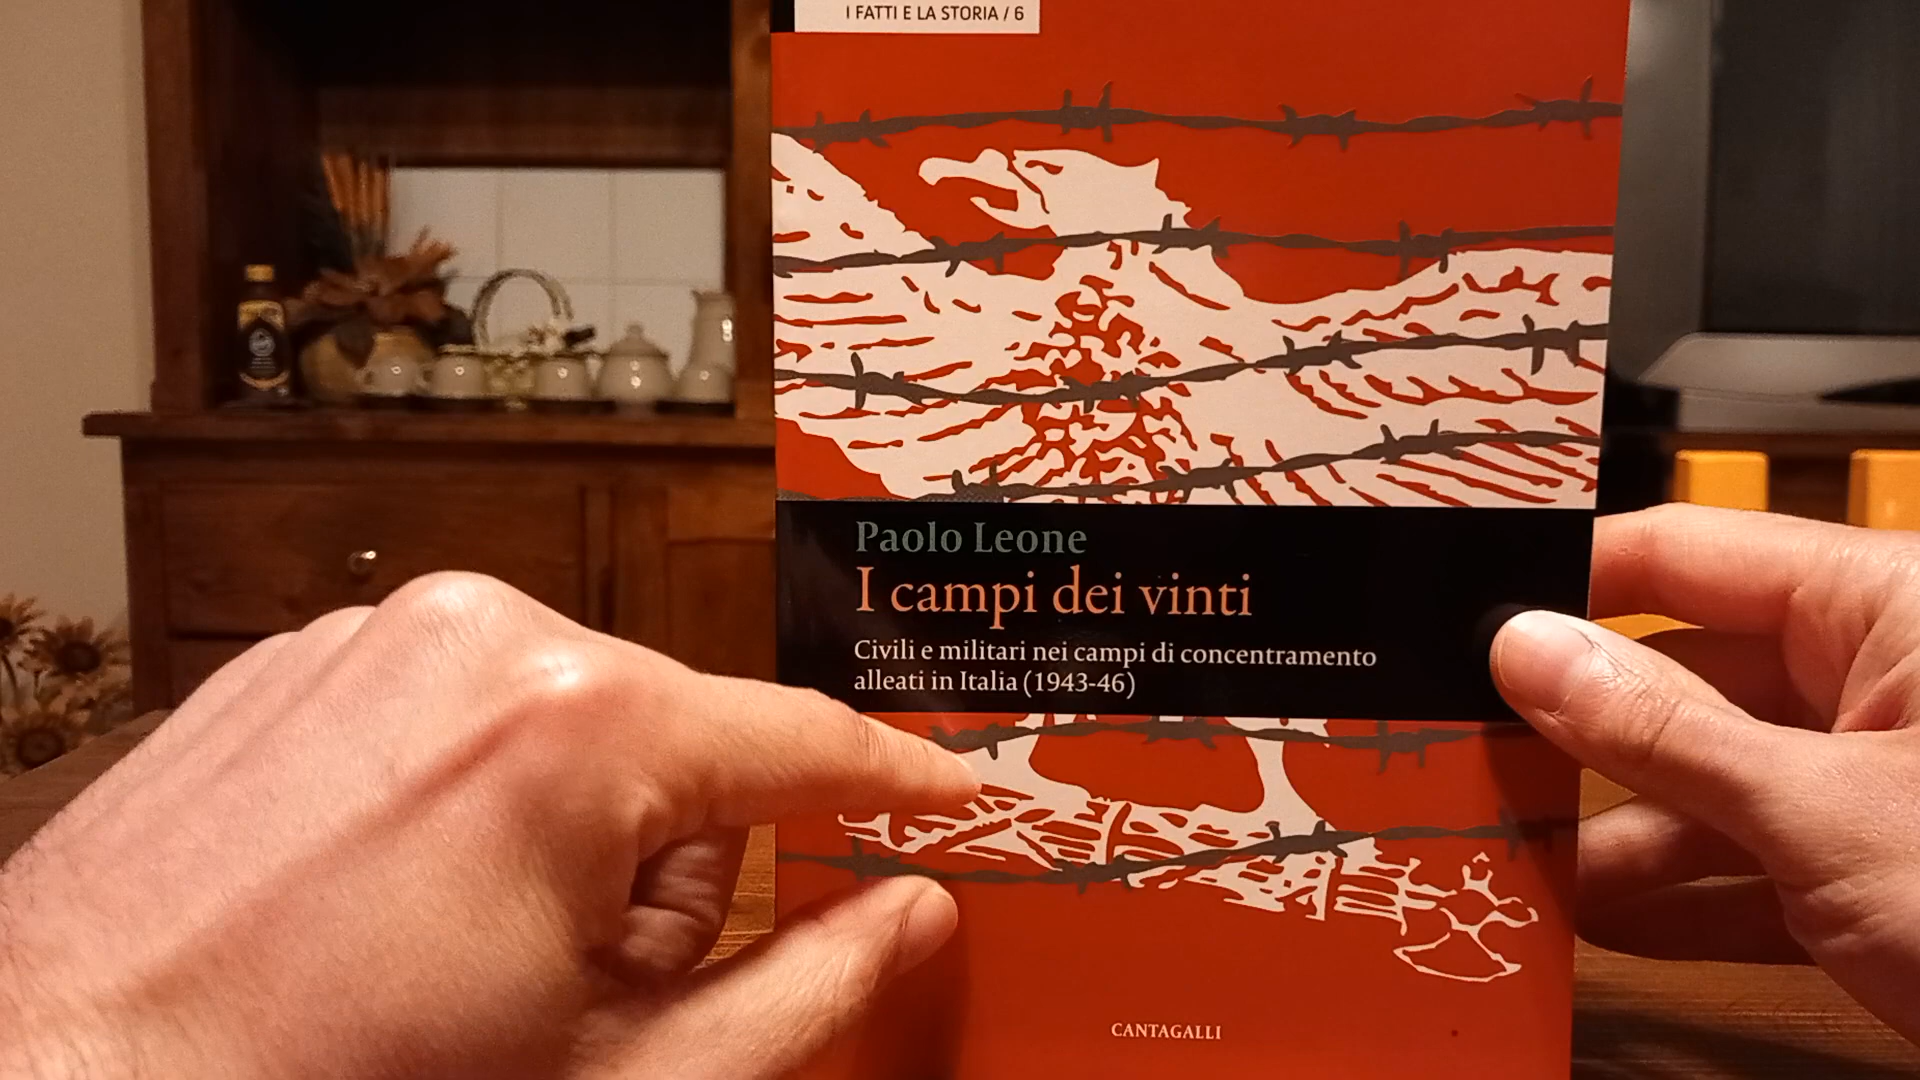 I FATTI E LA STORIA / 6
Paolo Leone
I campi dei vinti
Civili e militari nei campi di concentramento
alleati in Italia (1943-46)
CANTAGALLI